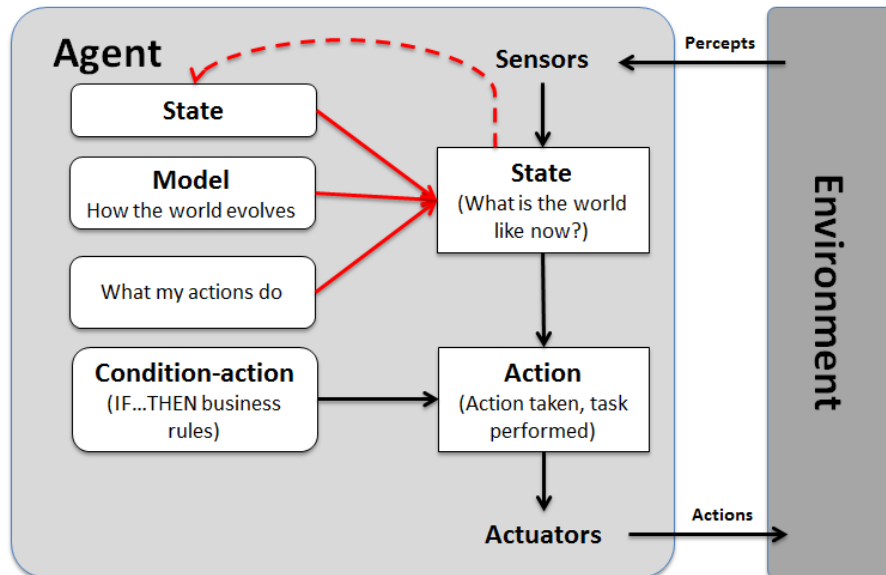 Agent
Sensors
Percepts
State
Model
How the world evolves
What my actions do
State
(What is the world
like now?)
Condition-action
(IF...THEN business
rules)
Action
(Action taken, task
performed)
Actuators
Actions
Environment